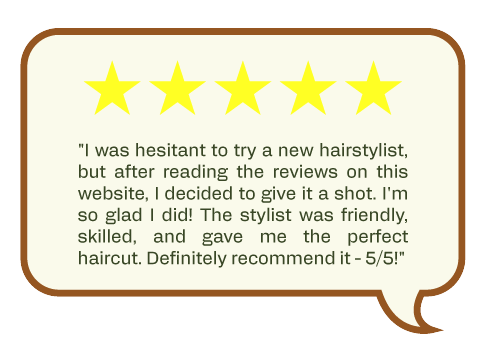 "I was hesitant to try a new hairstylist,
but after reading the reviews on this
website, I decided to give it a shot. I'm
so glad I did! The stylist was friendly,
skilled, and gave me the perfect
haircut. Definitely recommend it - 5/5!"